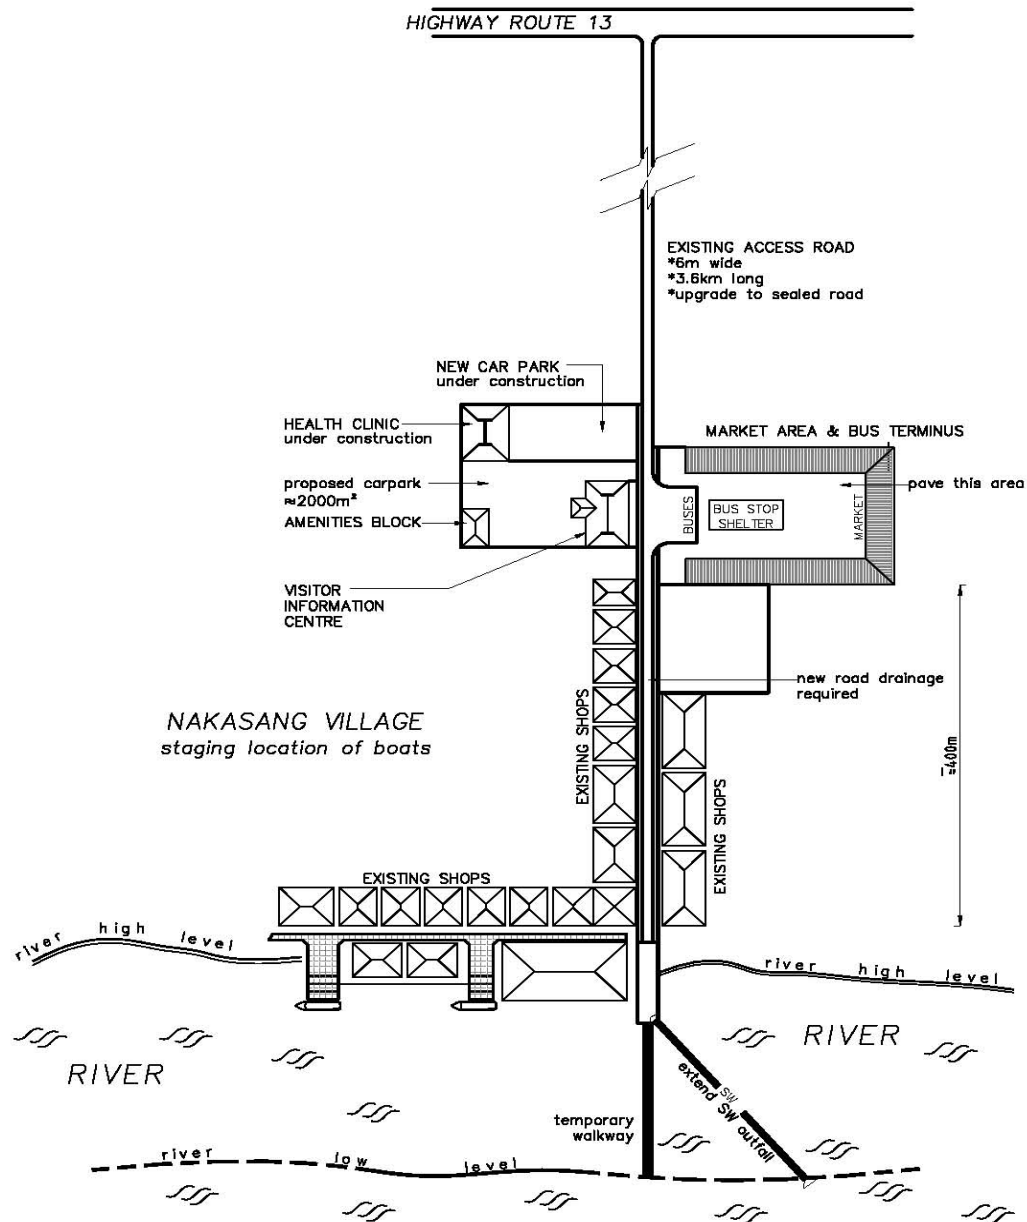 HIGHWAY ROUTE 13
EXISTING ACCESS ROAD
*6m wide
*3.6km long
*upgrade to sealed road
NEW CAR PARK
under construction
HEALTH CLINIC
under construction
MARKET AREA & BUS TERMINUS
proposed carpark
≈2000m²
pave this area
BUSES
BUS STOP
SHELTER
MARKET
AMENITIES BLOCK
VISITOR
INFORMATION
CENTRE
new road drainage
required
NAKASANG VILLAGE
staging location of boats
EXISTING SHOPS
EXISTING SHOPS
≈400m
EXISTING SHOPS
river high level
river high level
RIVER
RIVER
SW
extend SW outfall
temporary
walkway
river low level